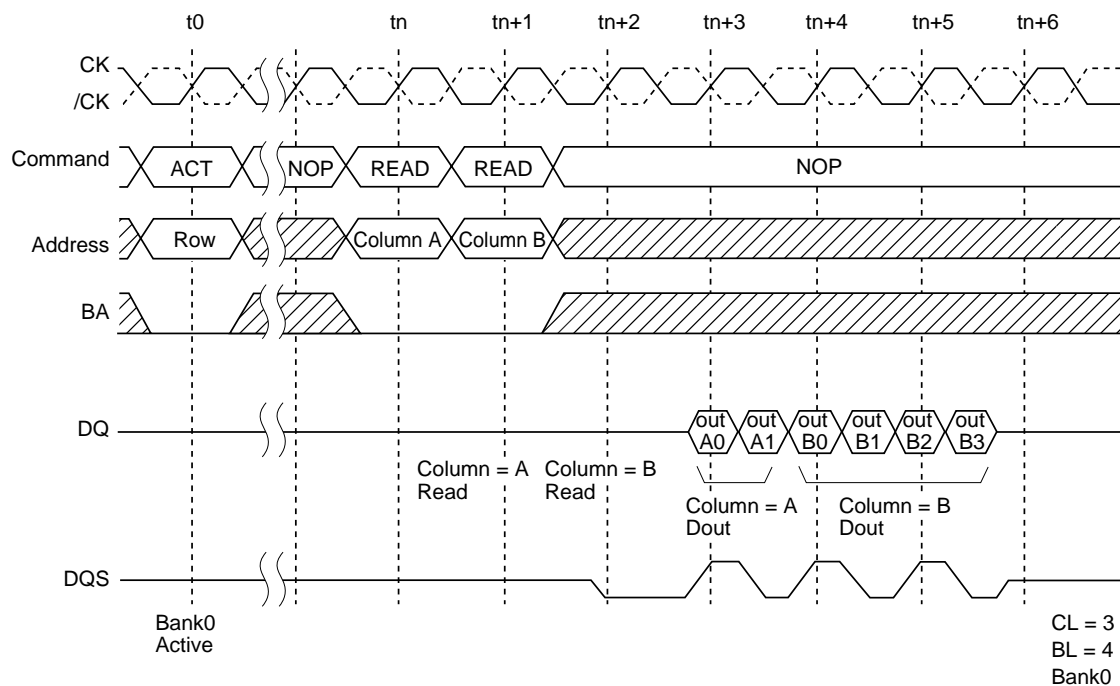 t0 tn tn+1 tn+2 tn+3 tn+4 tn+5 tn+6
CK
/CK
Command ACT NOP READ READ NOP
Address Row Column A Column B
BA
DQ out A0 out A1 out B0 out B1 out B2 out B3
Column = A Read
Column = B Read
Column = A Dout
Column = B Dout
DQS
Bank0
Active
CL = 3
BL = 4
Bank0